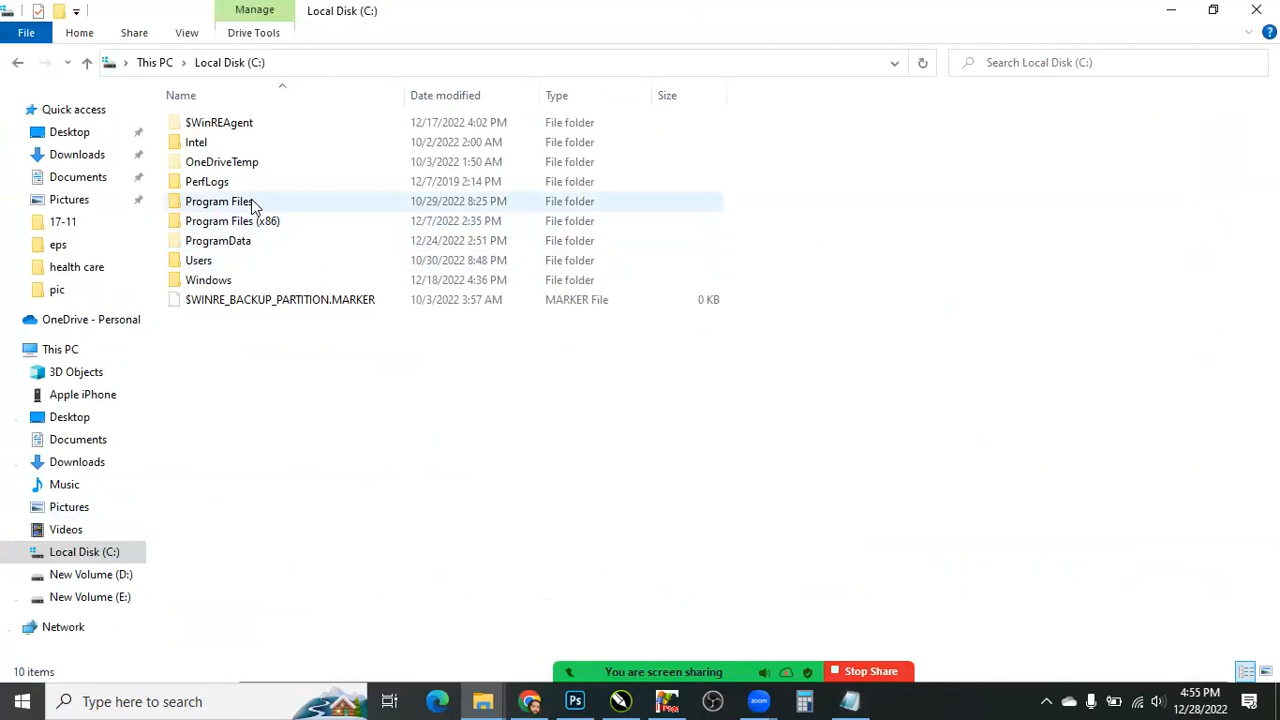 Manage
Local Disk (C:)
File
Home
Share
View
Drive Tools
This PC
Local Disk (C:)
Search Local Disk (C:)
Name
Date modified
Type
Size
$WinREAgent 12/17/2022 4:02 PM File folder
Intel 10/2/2022 2:00 AM File folder
OneDriveTemp 10/3/2022 1:50 AM File folder
PerfLogs 12/7/2019 2:14 PM File folder
Program Files 10/29/2022 8:25 PM File folder
Program Files (x86) 12/7/2022 2:35 PM File folder
ProgramData 12/24/2022 2:51 PM File folder
Users 10/30/2022 8:48 PM File folder
Windows 12/18/2022 4:36 PM File folder
$WINRE_BACKUP_PARTITION.MARKER 10/3/2022 3:57 AM MARKER File 0 KB
Quick access
Desktop
Downloads
Documents
Pictures
17-11
eps
health care
pic
OneDrive - Personal
This PC
3D Objects
Apple iPhone
Desktop
Documents
Downloads
Music
Pictures
Videos
Local Disk (C:)
New Volume (D:)
New Volume (E:)
Network
10 items
You are screen sharing
Stop Share
Type here to search
Ps
zoom
4:55 PM
12/28/2022